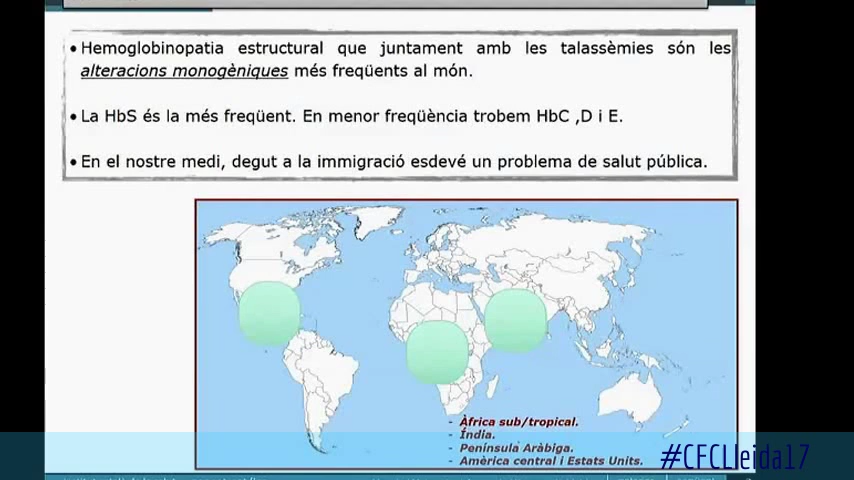 • Hemoglobinopatia estructural que juntament amb les talassèmies són les
alteracions monogèniques més freqüents al món.
• La HbS és la més freqüent. En menor freqüència trobem HbC ,D i E.
• En el nostre medi, degut a la immigració esdevé un problema de salut pública.
- Àfrica sub/tropical.
- Índia.
- Península Aràbiga.
- Amèrica central i Estats Units.
#CFCLleida17